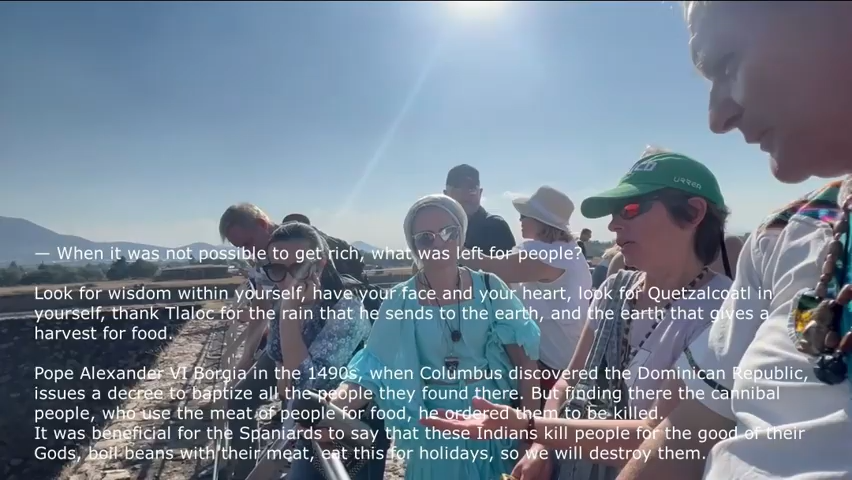 — When it was not possible to get rich, what was left for people?
Look for wisdom within yourself, have your face and your heart, look for Quetzalcoatl in
yourself, thank Tlaloc for the rain that he sends to the earth, and the earth that gives a
harvest for food.
Pope Alexander VI Borgia in the 1490s, when Columbus discovered the Dominican Republic,
issues a decree to baptize all the people they found there. But finding there the cannibal
people, who use the meat of people for food, he ordered them to be killed.
It was beneficial for the Spaniards to say that these Indians kill people for the good of their
Gods, boil beans with their meat, eat this for holidays, so we will destroy them.